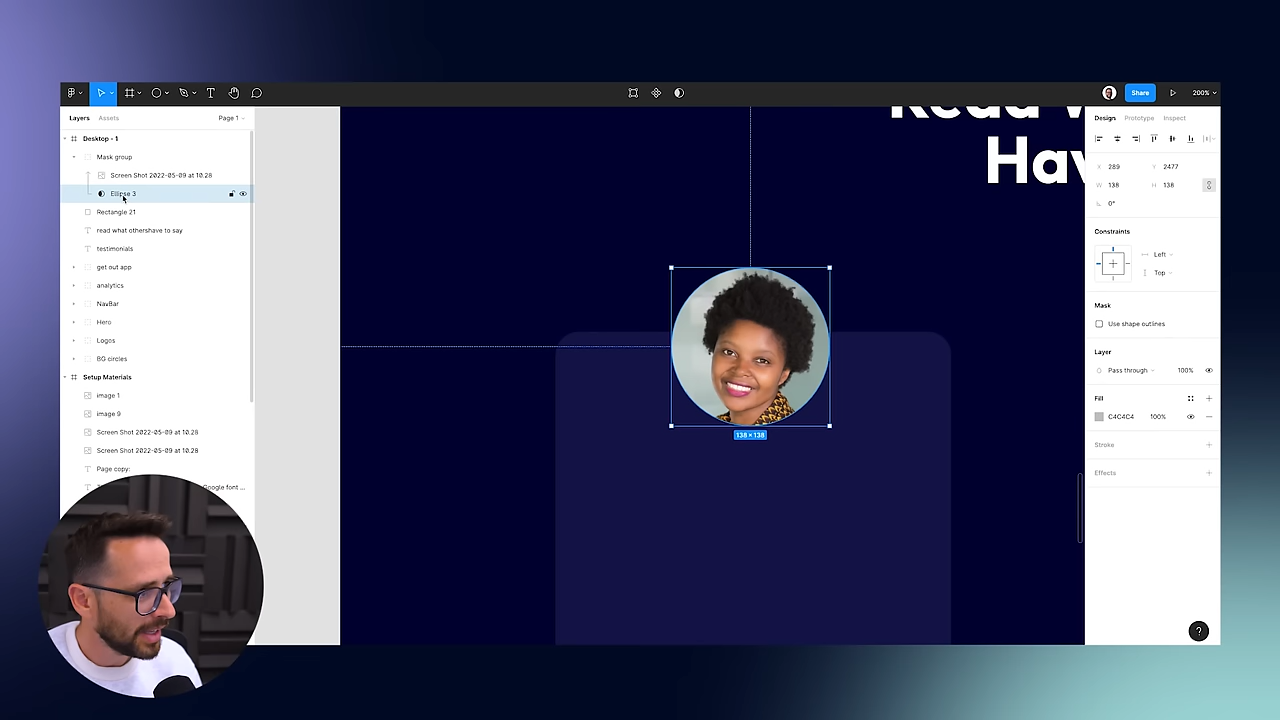 Share
200%
Layers
Assets
Page 1
Design
Prototype
Inspect
Desktop - 1
Mask group
Screen Shot 2022-05-09 at 10.28
Ellipse 3
Rectangle 21
read what othershave to say
testimonials
get out app
analytics
NavBar
Hero
Logos
BG circles
Setup Materials
image 1
image 9
Screen Shot 2022-05-09 at 10.28
Screen Shot 2022-05-09 at 10.28
Page copy:
Google font ...
Read
Hav
138 × 138
X 289
Y 2477
W 138
H 138
0°
Constraints
Left
Top
Mask
Use shape outlines
Layer
Pass through
100%
Fill
C4C4C4
100%
Stroke
Effects
?